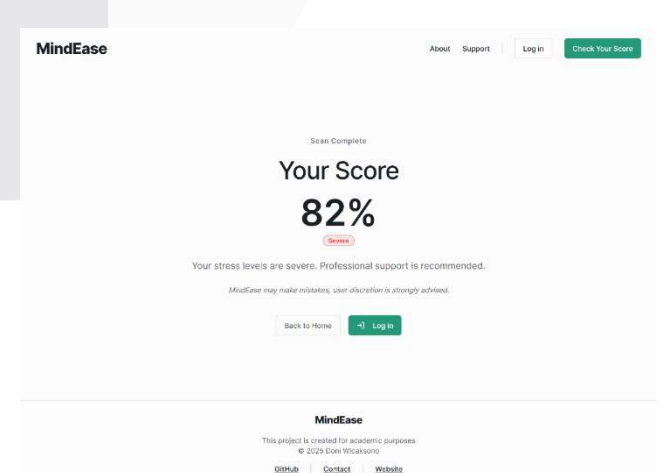 MindEase
About Support Log in Check Your Score
Scan Complete
Your Score
82%
Severe
Your stress levels are severe. Professional support is recommended.
MindEase may make mistakes, user discretion is strongly advised.
Back to Home Log in
MindEase
This project is created for academic purposes
© 2025 Doni Wicaksono
GitHub Contact Website